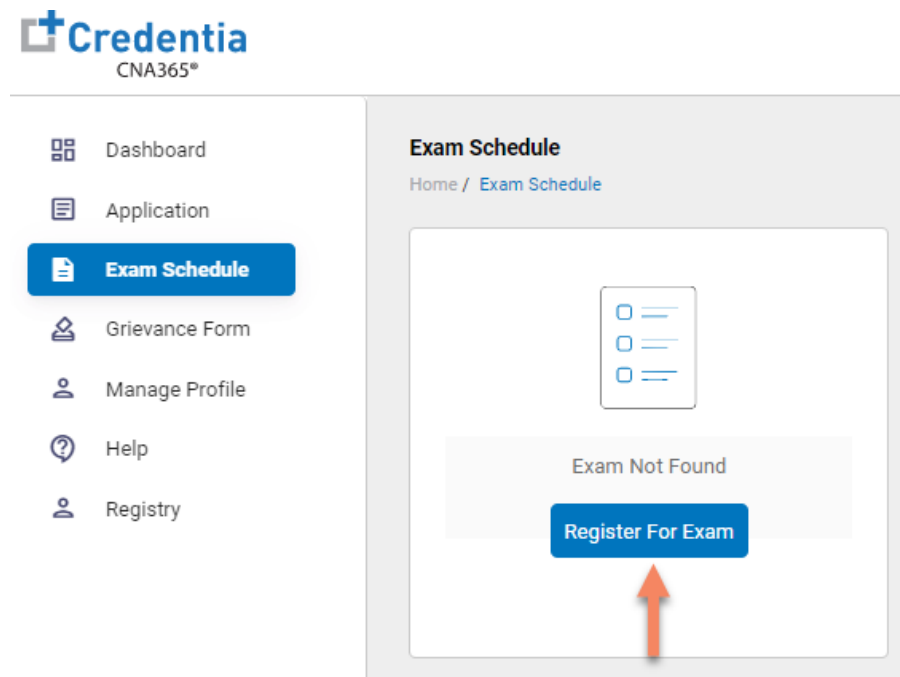 Credentia
CNA365®
Dashboard
Application
Exam Schedule
Grievance Form
Manage Profile
Help
Registry
Exam Schedule
Home / Exam Schedule
Exam Not Found
Register For Exam